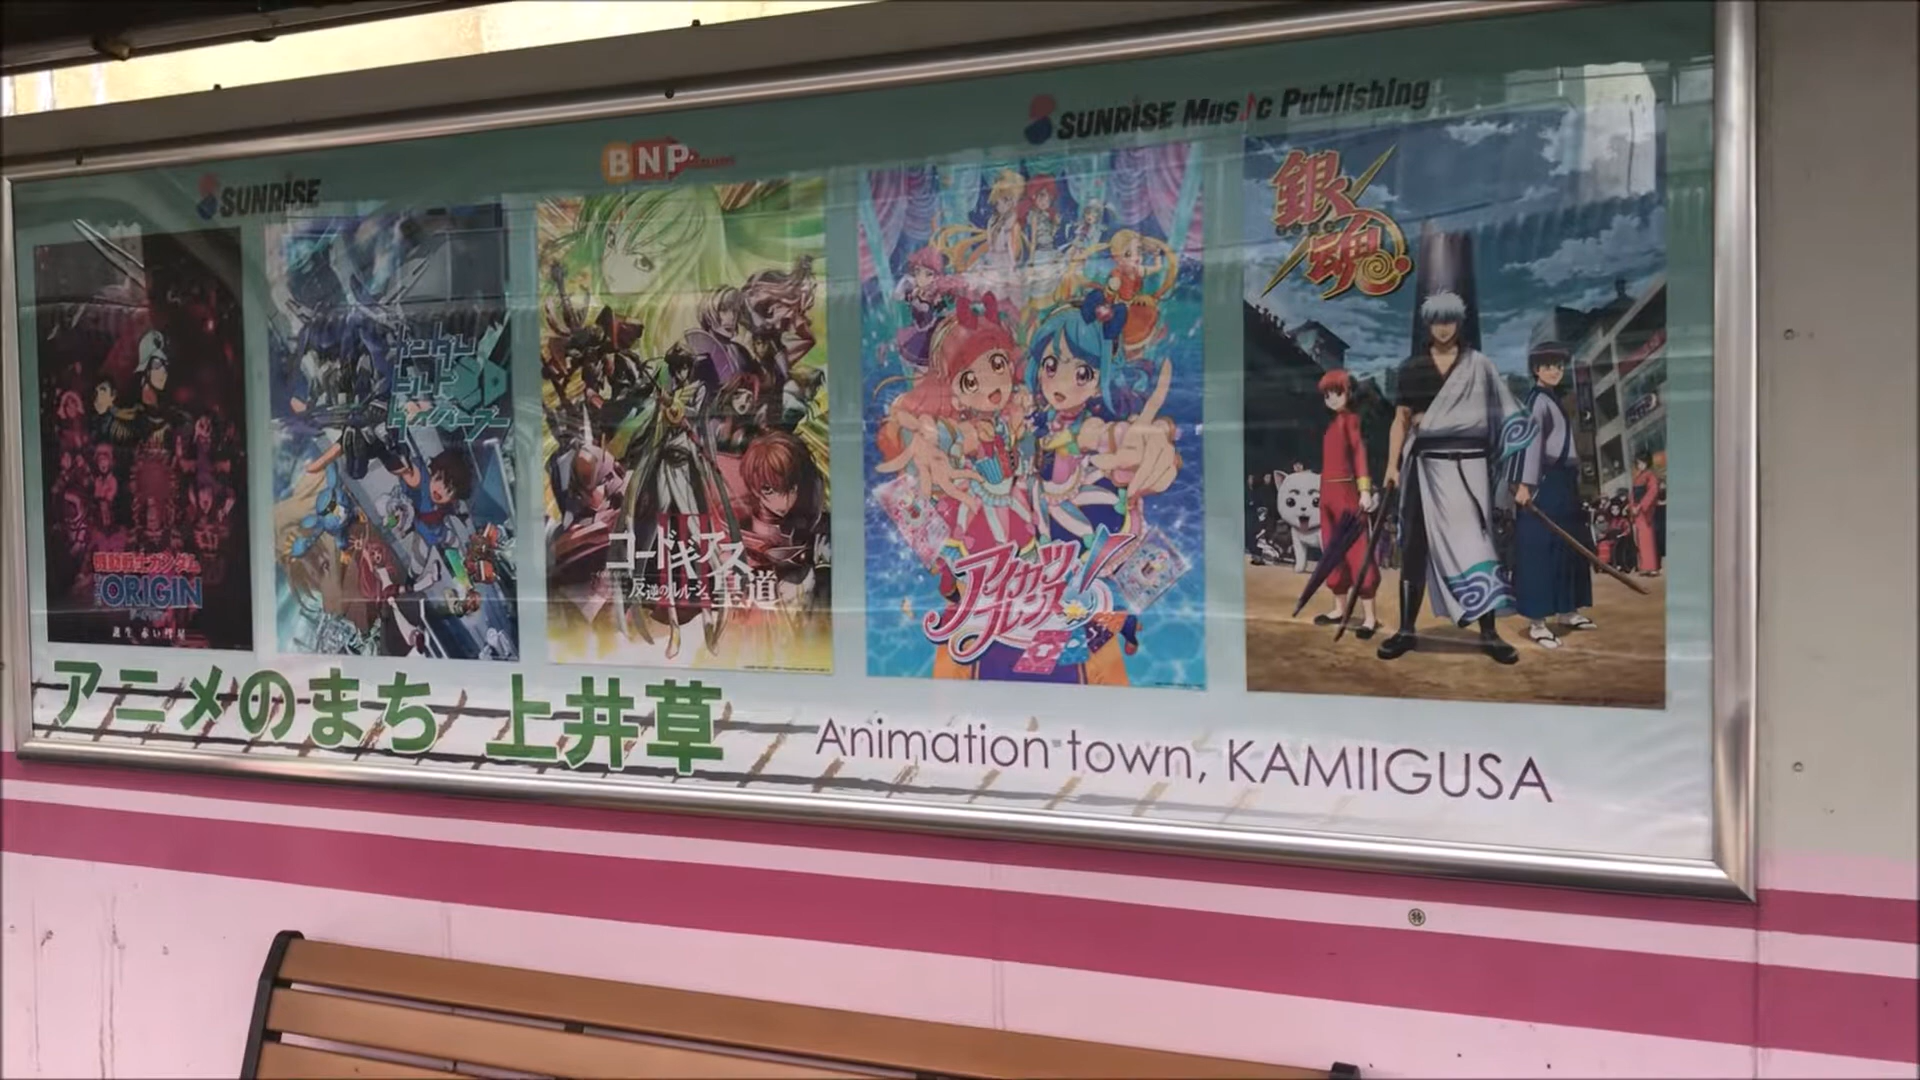 SUNRISE
BNP
SUNRISE Music Publishing
機動戦士ガンダム
THE ORIGIN
誕生 赤い彗星
ガンダム
ビルド
ダイバーズ
コードギアス
反逆のルルーシュ 皇道
アイカツ
フレンズ!
銀
魂
アニメのまち 上井草
Animation town, KAMIIGUSA
特